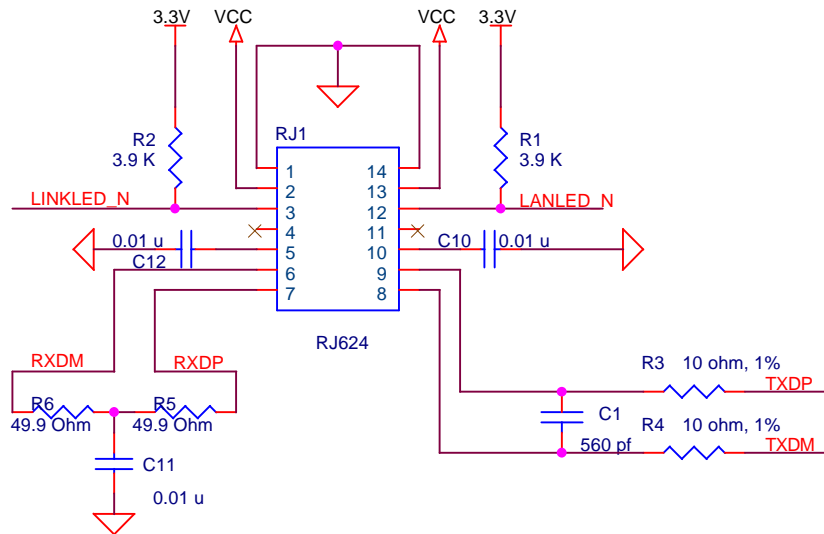 3.3V VCC VCC 3.3V
R2 RJ1 R1
3.9 K 3.9 K
1 14
2 13
LINKLED_N 3 12 LANLED_N
4 11
0.01 u 5 10 C10 0.01 u
C12 6 9
7 8
RJ624
RXDM RXDP R3 10 ohm, 1%
TXDP
R6 R5 C1
49.9 Ohm 49.9 Ohm R4 10 ohm, 1%
560 pf TXDM
C11
0.01 u